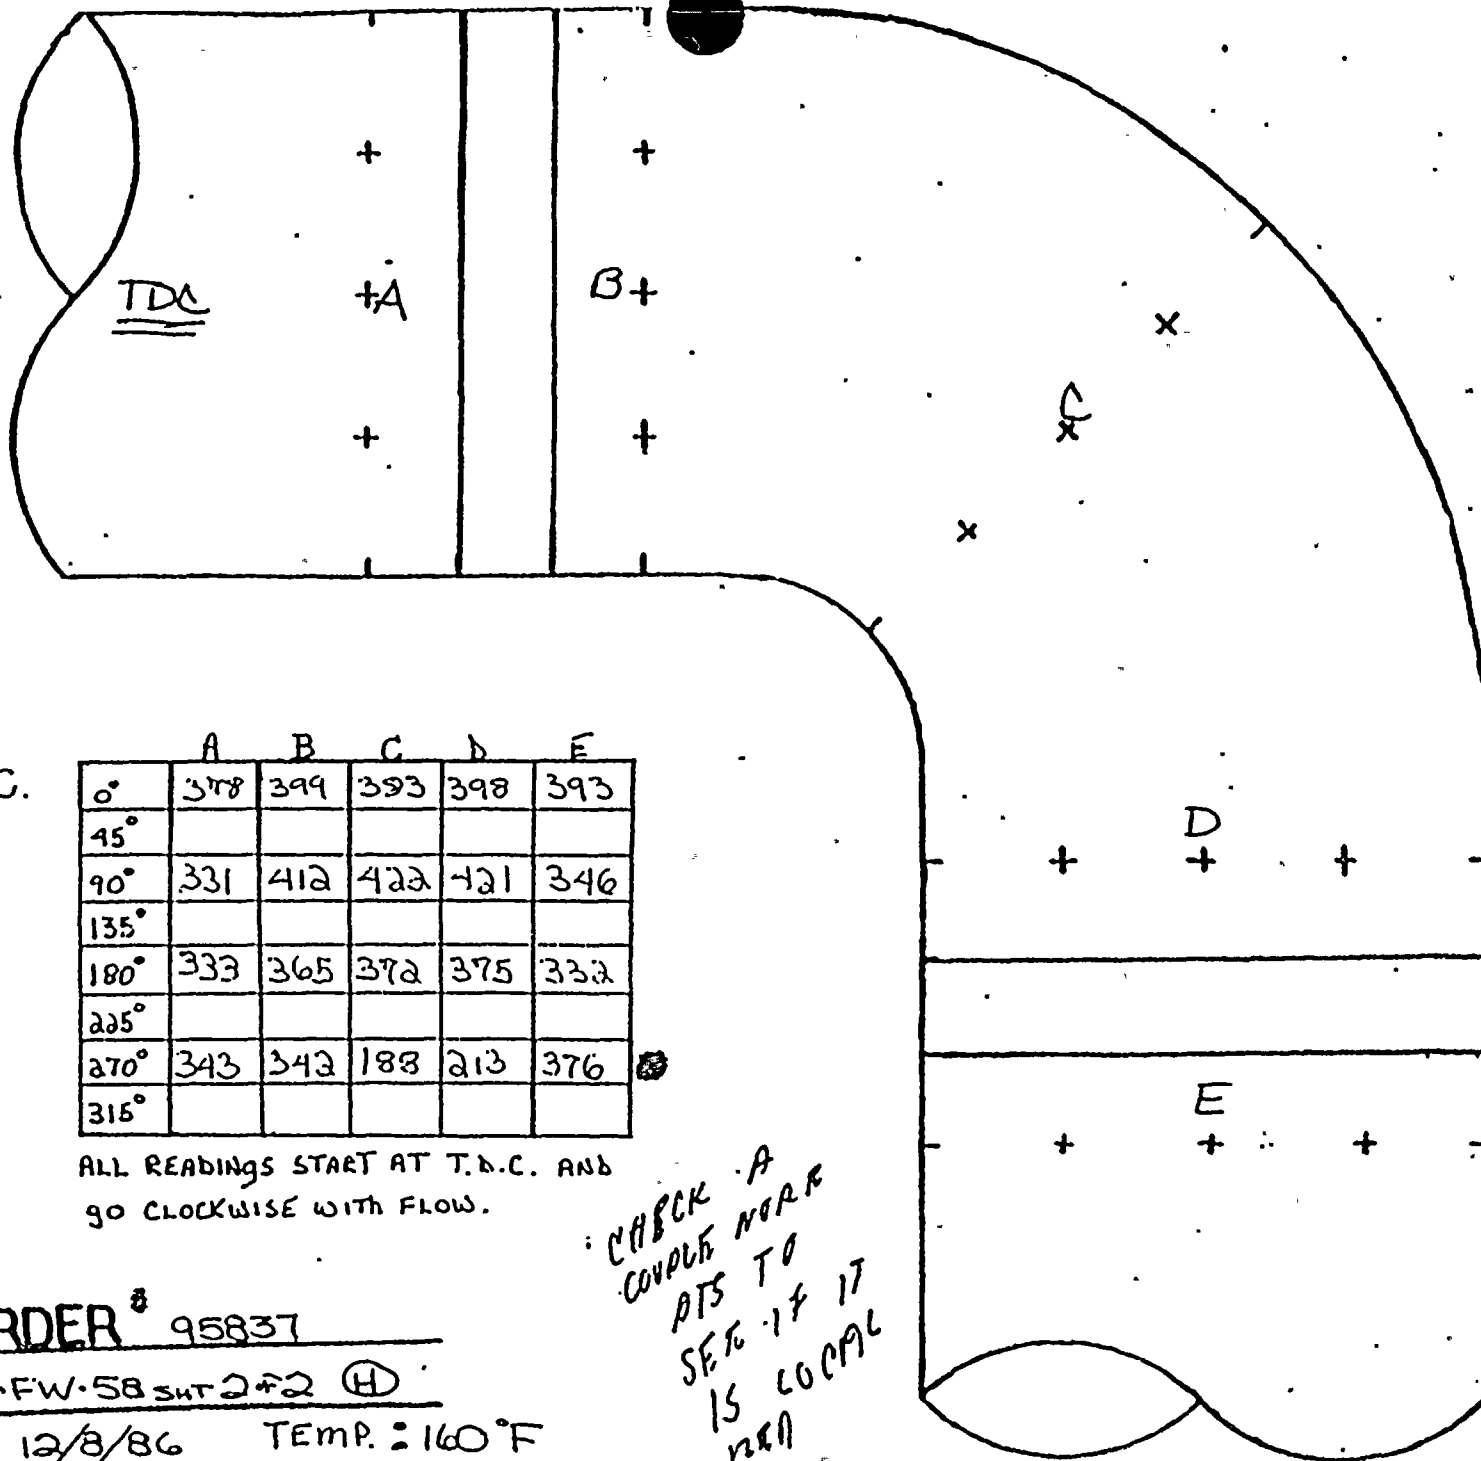 TDC
A
B
C
D
E
C.
A B C D E
0° 378 399 383 398 393
45°
90° 331 412 422 421 346
135°
180° 333 365 372 375 332
225°
270° 343 342 188 213 376
315°
ALL READINGS START AT T.D.C. AND
GO CLOCKWISE WITH FLOW.
CHECK A
COUPLE MORE
PTS TO
SEE IF IT
IS LOCAL
RDER # 95837
·FW·58 SHT 2 OF 2 H
12/8/86 TEMP.: 160°F